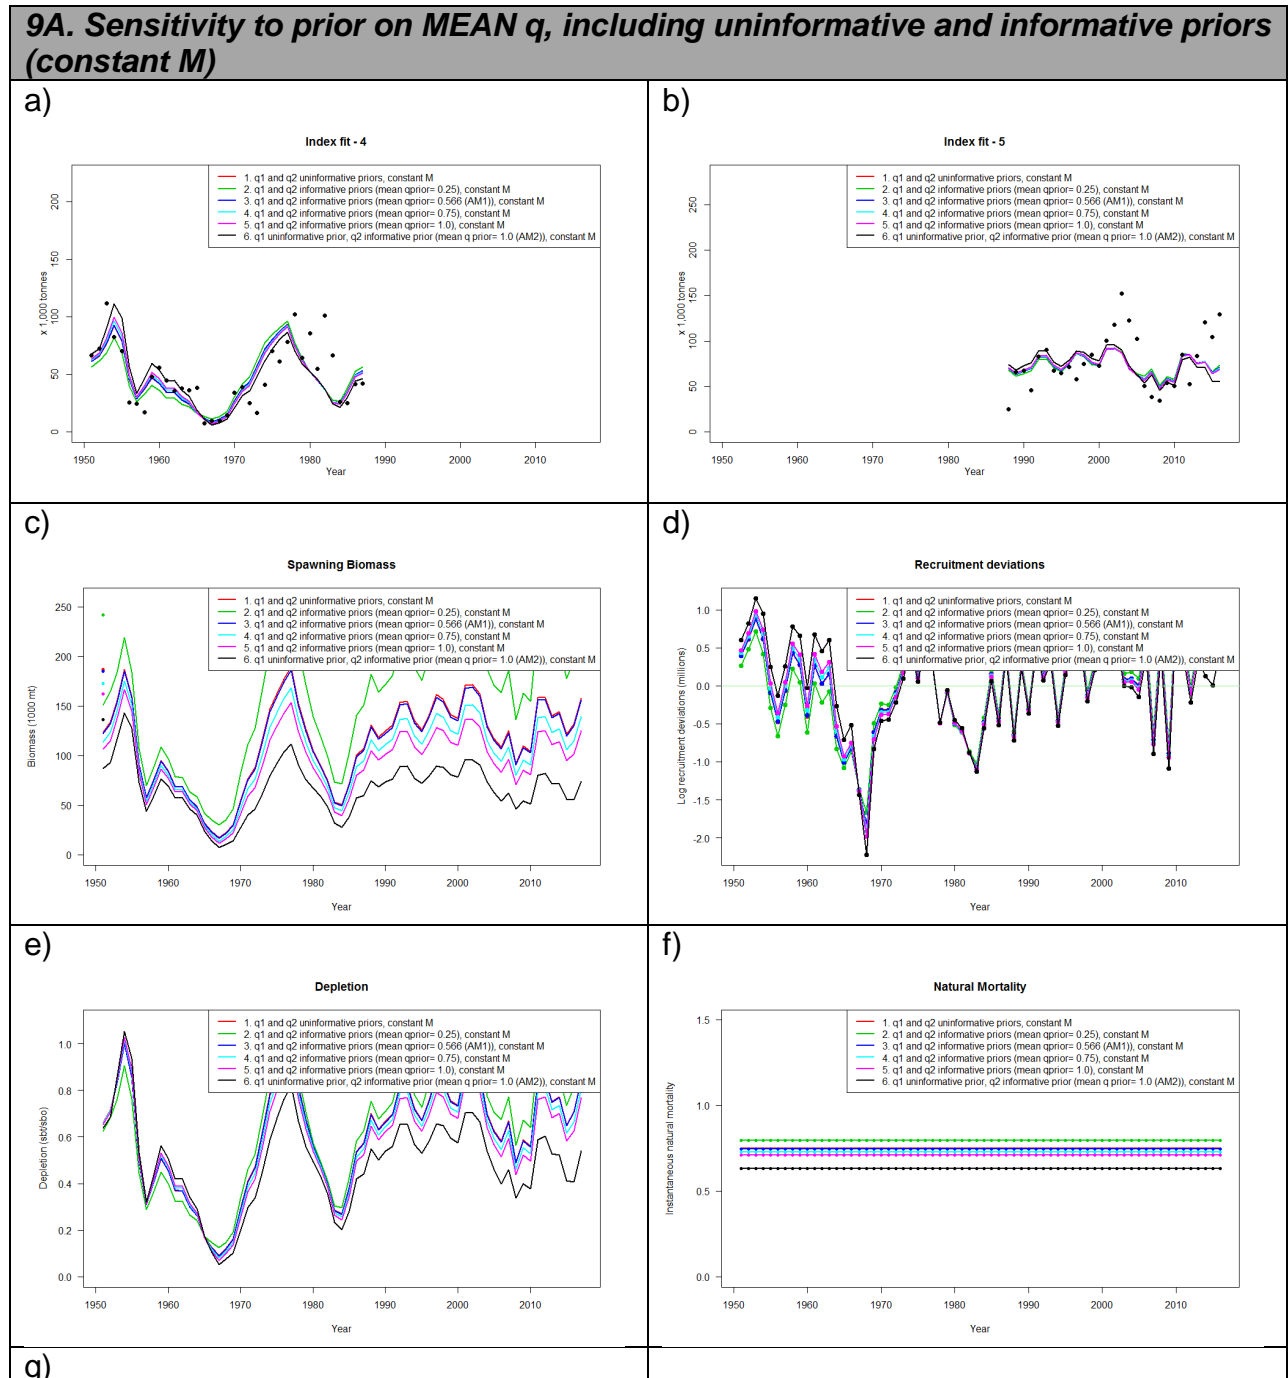 9A. Sensitivity to prior on MEAN q, including uninformative and informative priors
(constant M)
a)
Index fit - 4
1. q1 and q2 uninformative priors, constant M
2. q1 and q2 informative priors (mean qprior= 0.25), constant M
3. q1 and q2 informative priors (mean qprior= 0.566 (AM1)), constant M
4. q1 and q2 informative priors (mean qprior= 0.75), constant M
5. q1 and q2 informative priors (mean qprior= 1.0), constant M
6. q1 uninformative prior, q2 informative prior (mean q prior= 1.0 (AM2)), constant M
x 1,000 tonnes
200
150
100
50
0
1950 1960 1970 1980 1990 2000 2010
Year
b)
Index fit - 5
1. q1 and q2 uninformative priors, constant M
2. q1 and q2 informative priors (mean qprior= 0.25), constant M
3. q1 and q2 informative priors (mean qprior= 0.566 (AM1)), constant M
4. q1 and q2 informative priors (mean qprior= 0.75), constant M
5. q1 and q2 informative priors (mean qprior= 1.0), constant M
6. q1 uninformative prior, q2 informative prior (mean q prior= 1.0 (AM2)), constant M
x 1,000 tonnes
250
200
150
100
50
0
1950 1960 1970 1980 1990 2000 2010
Year
c)
Spawning Biomass
1. q1 and q2 uninformative priors, constant M
2. q1 and q2 informative priors (mean qprior= 0.25), constant M
3. q1 and q2 informative priors (mean qprior= 0.566 (AM1)), constant M
4. q1 and q2 informative priors (mean qprior= 0.75), constant M
5. q1 and q2 informative priors (mean qprior= 1.0), constant M
6. q1 uninformative prior, q2 informative prior (mean q prior= 1.0 (AM2)), constant M
Biomass (1000 mt)
250
200
150
100
50
0
1950 1960 1970 1980 1990 2000 2010
Year
d)
Recruitment deviations
1. q1 and q2 uninformative priors, constant M
2. q1 and q2 informative priors (mean qprior= 0.25), constant M
3. q1 and q2 informative priors (mean qprior= 0.566 (AM1)), constant M
4. q1 and q2 informative priors (mean qprior= 0.75), constant M
5. q1 and q2 informative priors (mean qprior= 1.0), constant M
6. q1 uninformative prior, q2 informative prior (mean q prior= 1.0 (AM2)), constant M
Log recruitment deviations (millions)
1.0
0.5
0.0
-0.5
-1.0
-1.5
-2.0
1950 1960 1970 1980 1990 2000 2010
Year
e)
Depletion
1. q1 and q2 uninformative priors, constant M
2. q1 and q2 informative priors (mean qprior= 0.25), constant M
3. q1 and q2 informative priors (mean qprior= 0.566 (AM1)), constant M
4. q1 and q2 informative priors (mean qprior= 0.75), constant M
5. q1 and q2 informative priors (mean qprior= 1.0), constant M
6. q1 uninformative prior, q2 informative prior (mean q prior= 1.0 (AM2)), constant M
Depletion (sbt/sbo)
1.0
0.8
0.6
0.4
0.2
0.0
1950 1960 1970 1980 1990 2000 2010
Year
f)
Natural Mortality
1. q1 and q2 uninformative priors, constant M
2. q1 and q2 informative priors (mean qprior= 0.25), constant M
3. q1 and q2 informative priors (mean qprior= 0.566 (AM1)), constant M
4. q1 and q2 informative priors (mean qprior= 0.75), constant M
5. q1 and q2 informative priors (mean qprior= 1.0), constant M
6. q1 uninformative prior, q2 informative prior (mean q prior= 1.0 (AM2)), constant M
Instantaneous natural mortality
1.5
1.0
0.5
0.0
1950 1960 1970 1980 1990 2000 2010
Year
g)